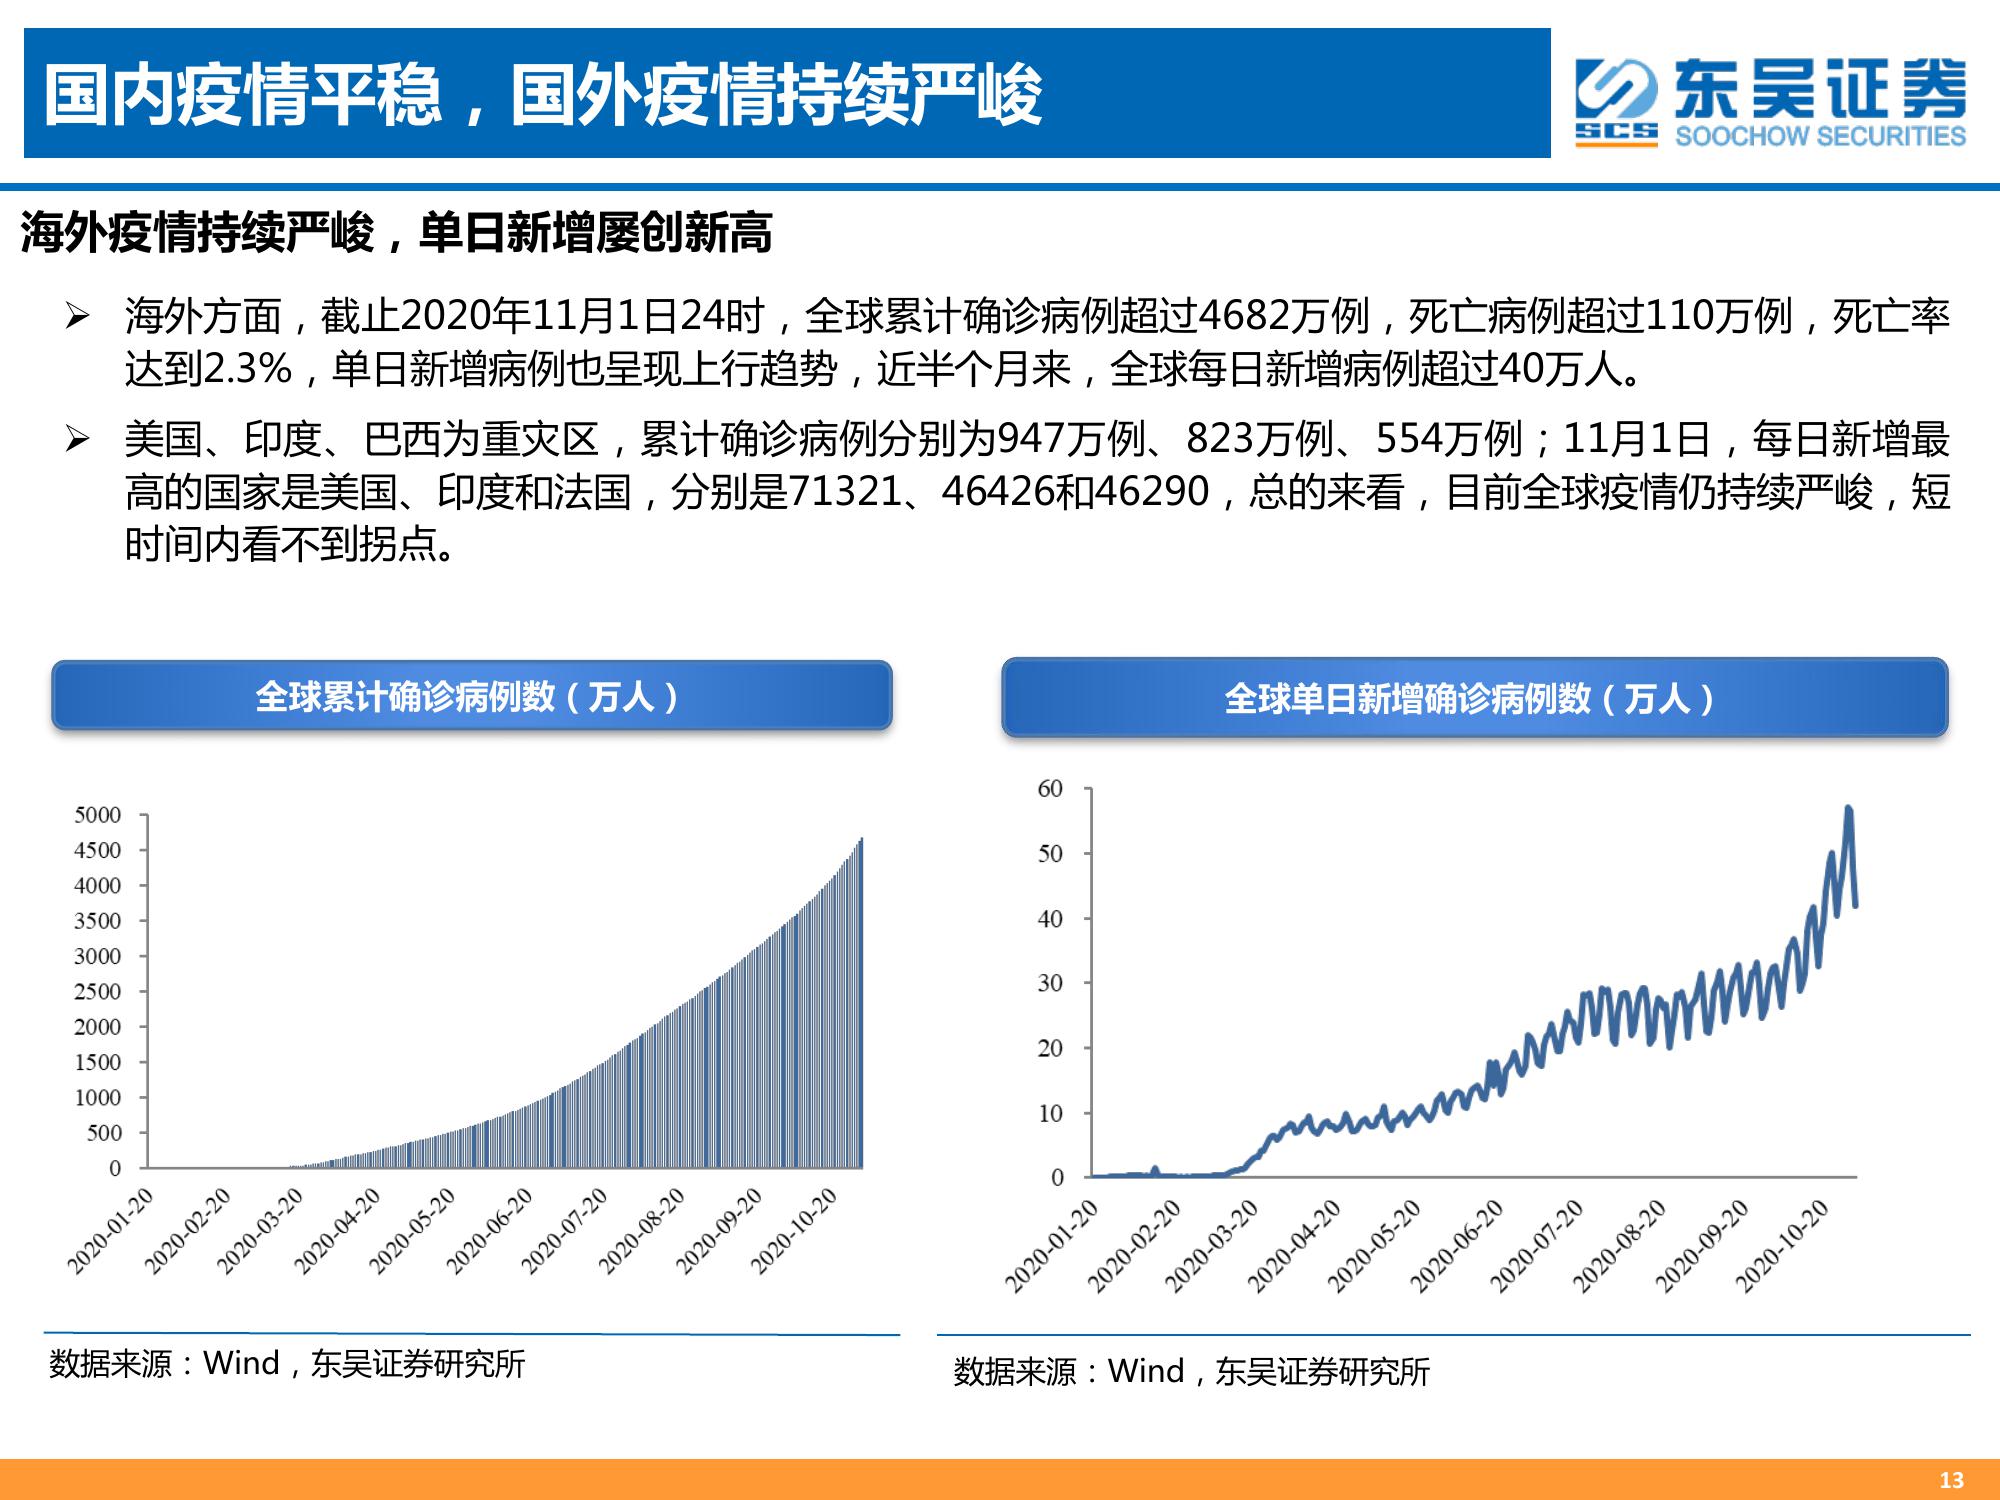 国内疫情平稳，国外疫情持续严峻
东吴证券
SCS
SOOCHOW SECURITIES
海外疫情持续严峻，单日新增屡创新高
➢ 海外方面，截止2020年11月1日24时，全球累计确诊病例超过4682万例，死亡病例超过110万例，死亡率
达到2.3%，单日新增病例也呈现上行趋势，近半个月来，全球每日新增病例超过40万人。
➢ 美国、印度、巴西为重灾区，累计确诊病例分别为947万例、823万例、554万例；11月1日，每日新增最
高的国家是美国、印度和法国，分别是71321、46426和46290，总的来看，目前全球疫情仍持续严峻，短
时间内看不到拐点。
全球累计确诊病例数（万人）
5000
4500
4000
3500
3000
2500
2000
1500
1000
500
0
2020-01-20
2020-02-20
2020-03-20
2020-04-20
2020-05-20
2020-06-20
2020-07-20
2020-08-20
2020-09-20
2020-10-20
数据来源：Wind，东吴证券研究所
全球单日新增确诊病例数（万人）
60
50
40
30
20
10
0
2020-01-20
2020-02-20
2020-03-20
2020-04-20
2020-05-20
2020-06-20
2020-07-20
2020-08-20
2020-09-20
2020-10-20
数据来源：Wind，东吴证券研究所
13